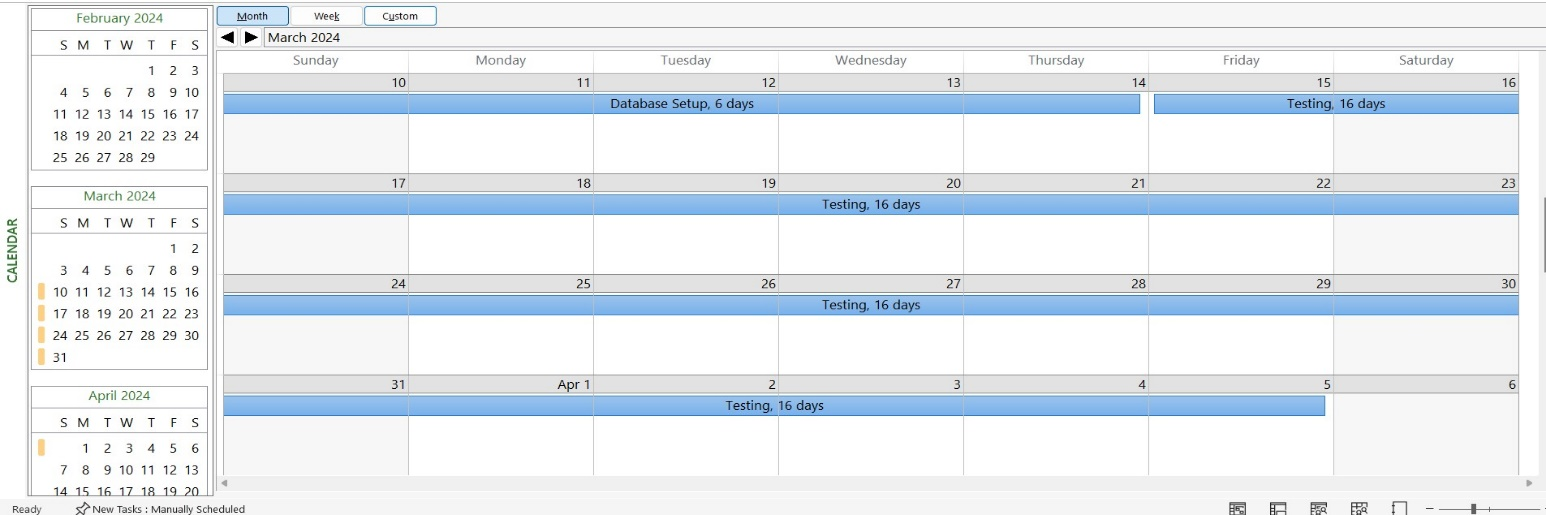 CALENDAR
February 2024
S M T W T F S
1 2 3
4 5 6 7 8 9 10
11 12 13 14 15 16 17
18 19 20 21 22 23 24
25 26 27 28 29
March 2024
S M T W T F S
1 2
3 4 5 6 7 8 9
10 11 12 13 14 15 16
17 18 19 20 21 22 23
24 25 26 27 28 29 30
31
April 2024
S M T W T F S
1 2 3 4 5 6
7 8 9 10 11 12 13
14 15 16 17 18 19 20
Month Week Custom
March 2024
Sunday Monday Tuesday Wednesday Thursday Friday Saturday
10 11 12 13 14 15 16
Database Setup, 6 days Testing, 16 days
17 18 19 20 21 22 23
Testing, 16 days
24 25 26 27 28 29 30
Testing, 16 days
31 Apr 1 2 3 4 5 6
Testing, 16 days
Ready New Tasks : Manually Scheduled